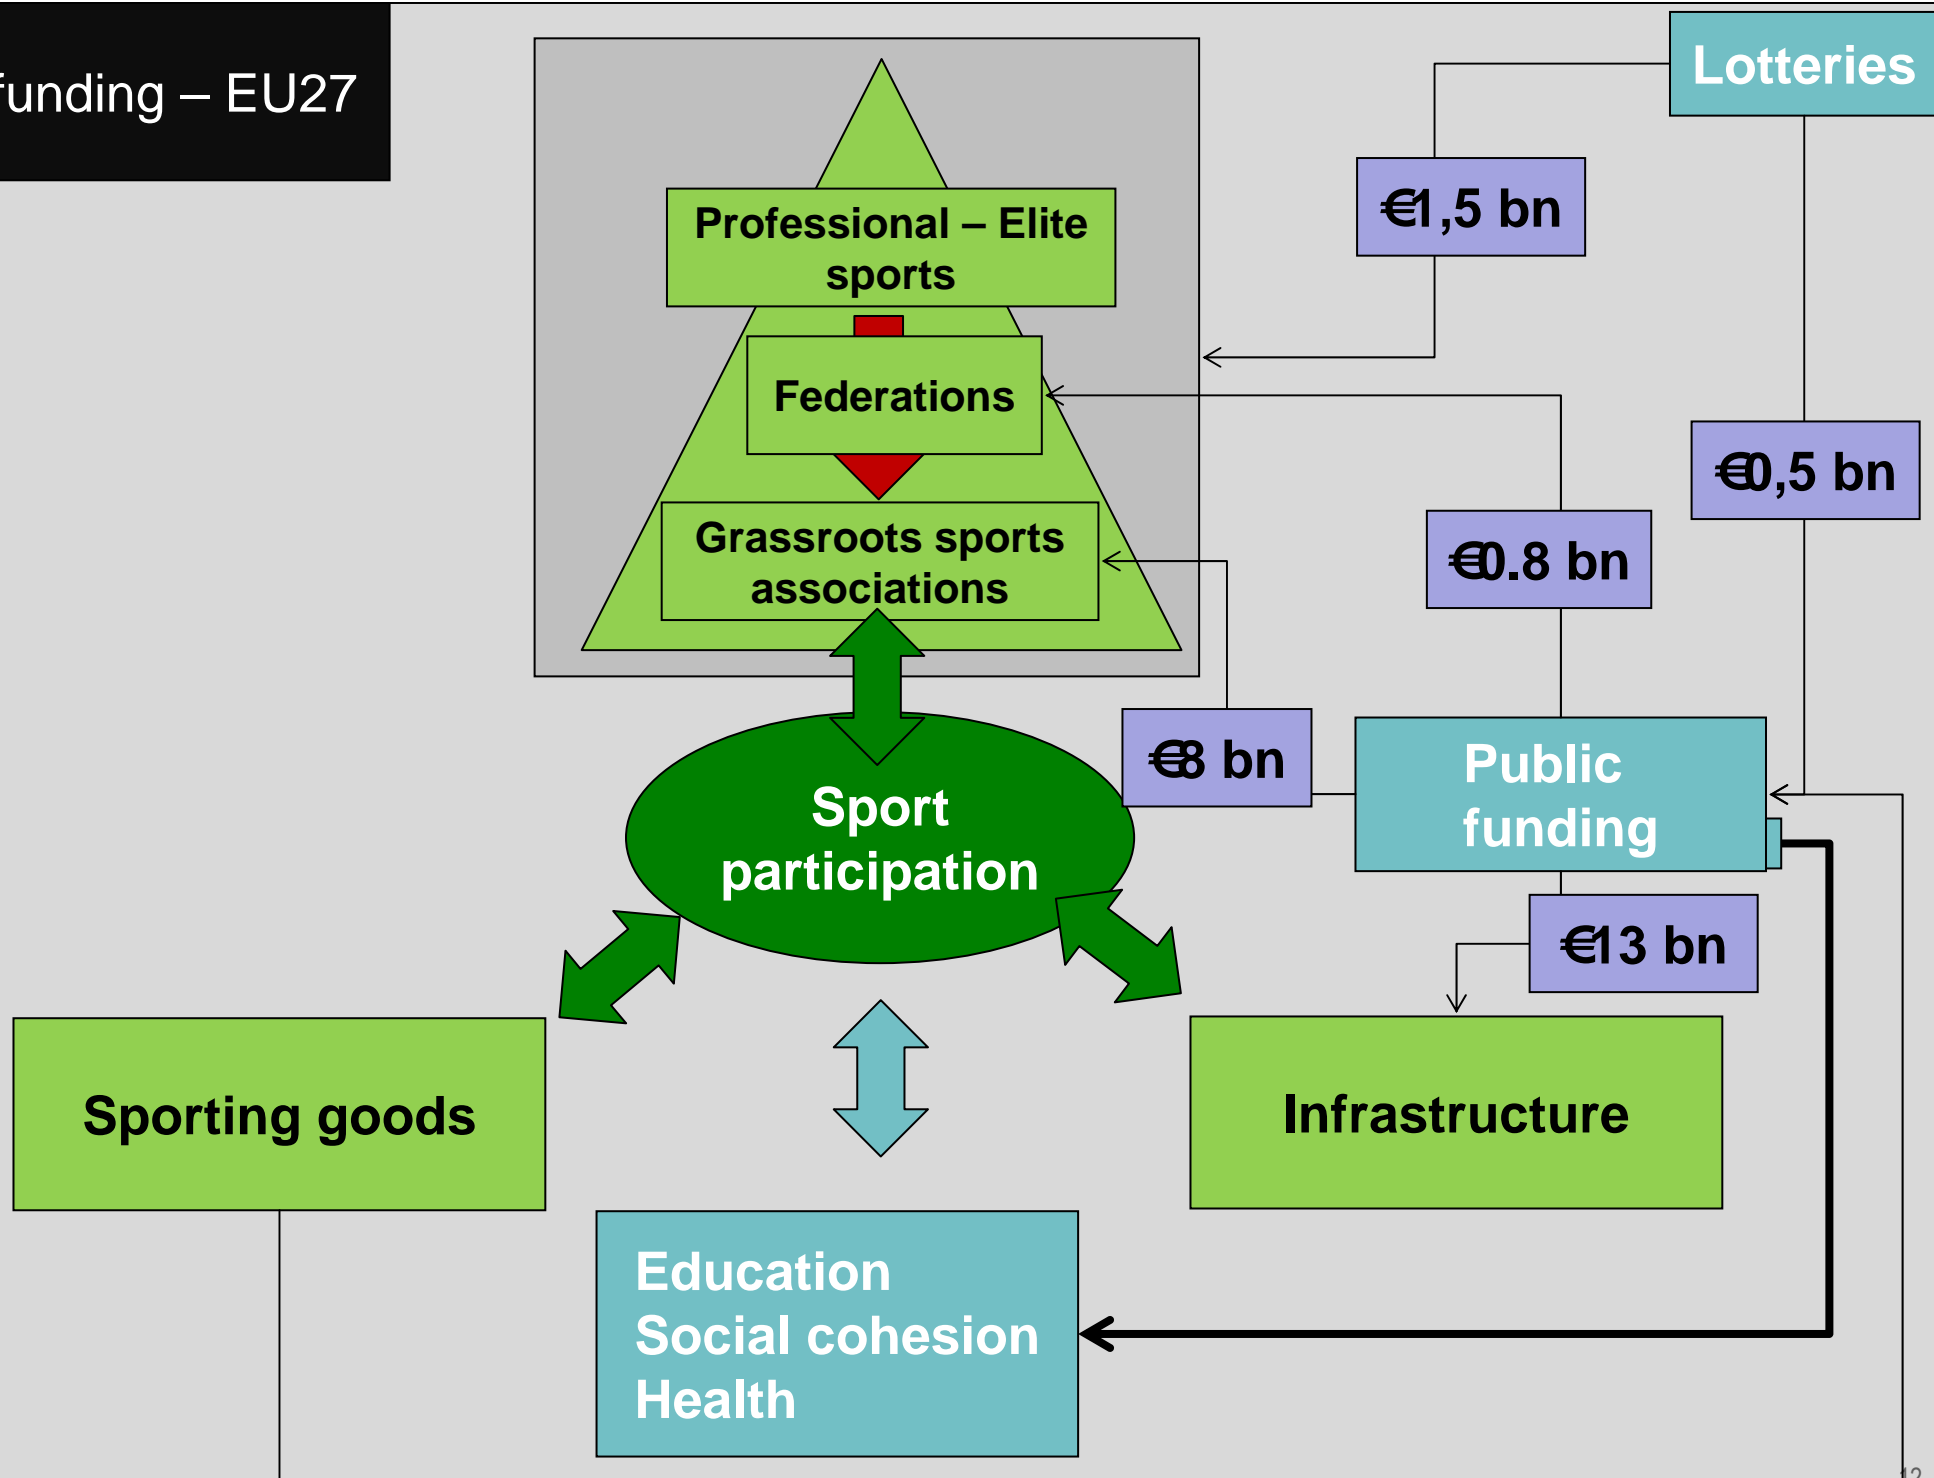 funding – EU27
Lotteries
€1,5 bn
Professional – Elite
sports
Federations
€0,5 bn
Grassroots sports
associations
€0.8 bn
€8 bn
Public
funding
Sport
participation
€13 bn
Sporting goods
Infrastructure
Education
Social cohesion
Health
12